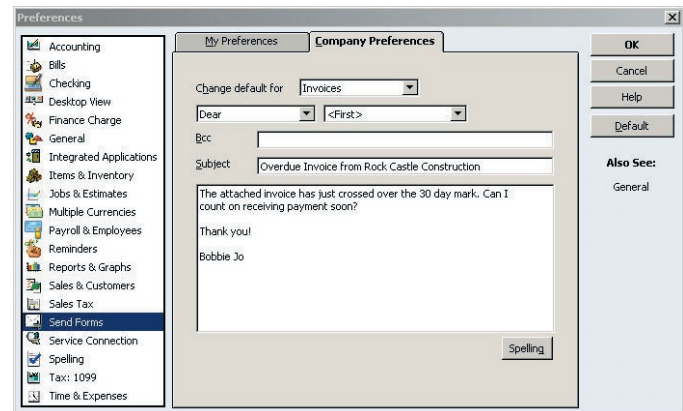 Preferences
Accounting
Bills
Checking
Desktop View
Finance Charge
General
Integrated Applications
Items & Inventory
Jobs & Estimates
Multiple Currencies
Payroll & Employees
Reminders
Reports & Graphs
Sales & Customers
Sales Tax
Send Forms
Service Connection
Spelling
Tax: 1099
Time & Expenses
My Preferences
Company Preferences
Change default for Invoices
Dear <First>
Bcc
Subject Overdue Invoice from Rock Castle Construction
The attached invoice has just crossed over the 30 day mark. Can I
count on receiving payment soon?
Thank you!
Bobbie Jo
Spelling
OK
Cancel
Help
Default
Also See:
General